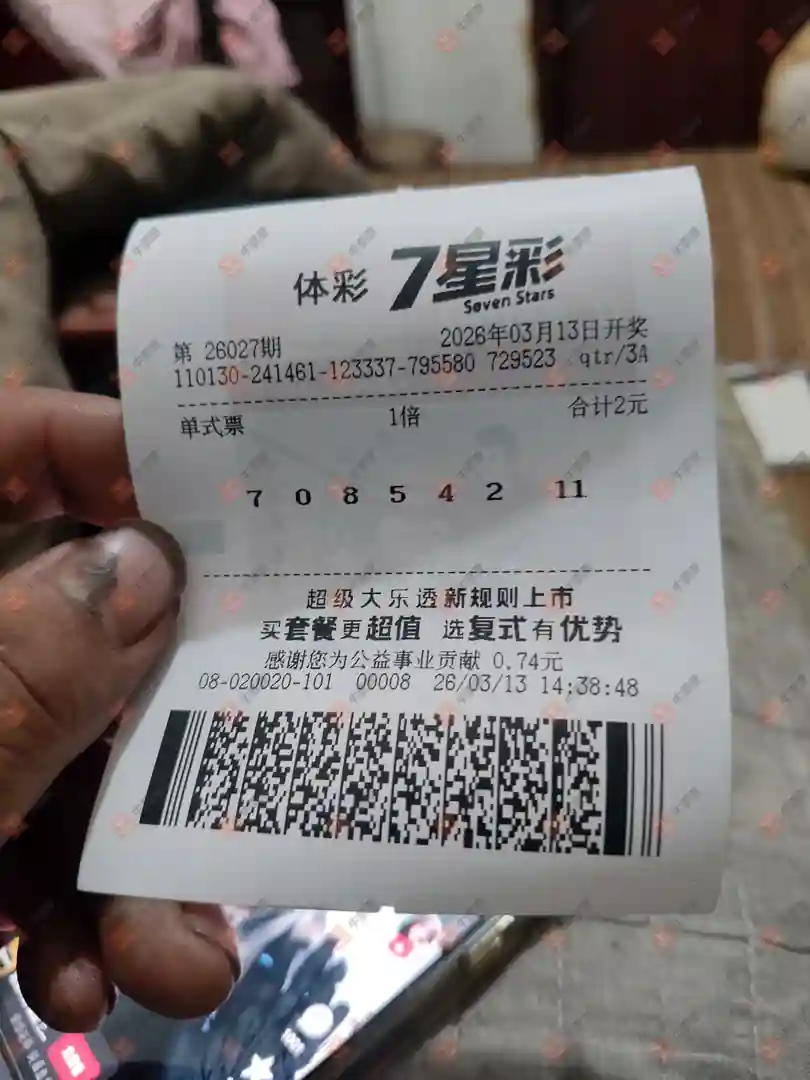 体彩 7星彩
Seven Stars
第 26027期 2026年03月13日开奖
110130-241461-123337-795580 729523 qtr/3A
单式票 1倍 合计2元
7 0 8 5 4 2 11
超级大乐透新规则上市
买套餐更超值 选复式有优势
感谢您为公益事业贡献 0.74元
08-020020-101 00008 26/03/13 14:38:48